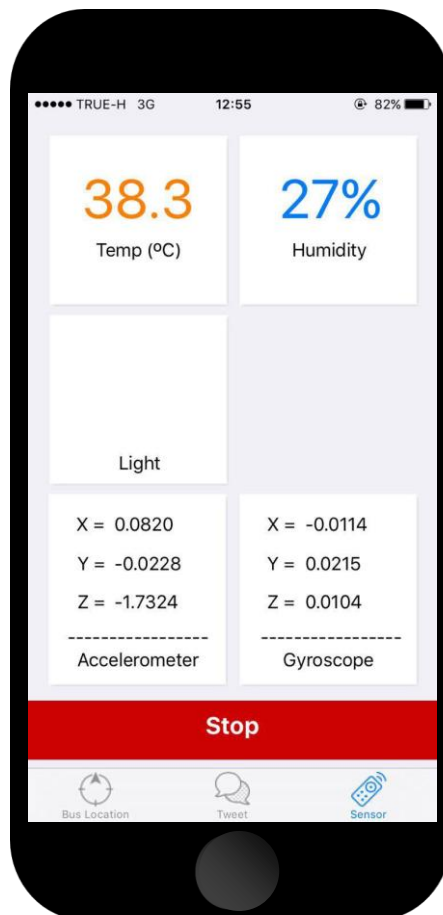 TRUE-H 3G 12:55 82%
38.3 27%
Temp (ºC) Humidity
Light
X = 0.0820 X = -0.0114
Y = -0.0228 Y = 0.0215
Z = -1.7324 Z = 0.0104
----------------- ----------------
Accelerometer Gyroscope
Stop
Bus Location Tweet Sensor